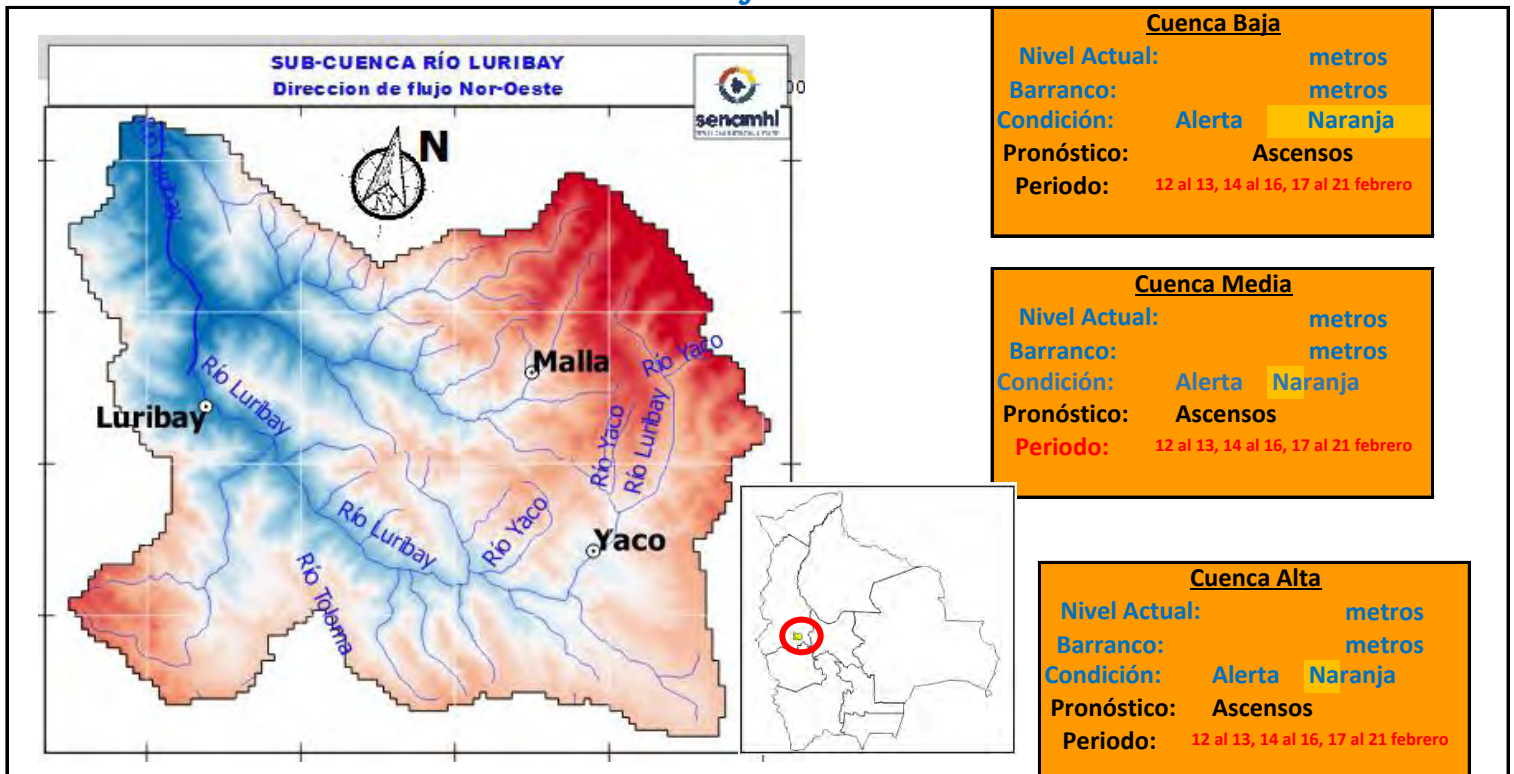 SUB-CUENCA RÍO LURIBAY
Direccion de flujo Nor-Oeste
senamhi
N
Luribay
Río Luribay
Malla
Río Yaco
Luribay
Río Yaco
Río Luribay
Río Luribay
Río Yaco
Yaco
Río Toloma
Cuenca Baja
Nivel Actual: metros
Barranco: metros
Condición: Alerta Naranja
Pronóstico: Ascensos
Periodo: 12 al 13, 14 al 16, 17 al 21 febrero
Cuenca Media
Nivel Actual: metros
Barranco: metros
Condición: Alerta Naranja
Pronóstico: Ascensos
Periodo: 12 al 13, 14 al 16, 17 al 21 febrero
Cuenca Alta
Nivel Actual: metros
Barranco: metros
Condición: Alerta Naranja
Pronóstico: Ascensos
Periodo: 12 al 13, 14 al 16, 17 al 21 febrero